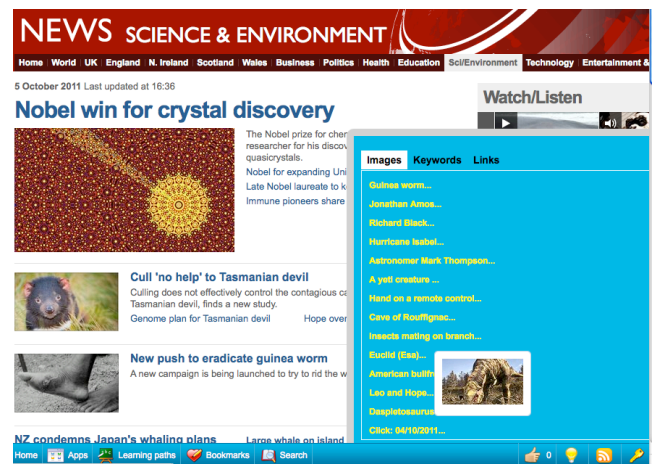 NEWS SCIENCE & ENVIRONMENT
Home World UK England N. Ireland Scotland Wales Business Politics Health Education Sci/Environment Technology Entertainment &
5 October 2011 Last updated at 16:36
Nobel win for crystal discovery
Watch/Listen
The Nobel prize for
researcher for his
quasicrystals.
Nobel for expanding
Late Nobel laureate to
Immune pioneers share
Images Keywords Links
Guinea worm...
Jonathan Amos...
Richard Black...
Hurricane Isabel...
Astronomer Mark Thompson...
A yeti creature ...
Hand on a remote control...
Cave of Rouffignac...
Insects mating on branch...
Euclid (Esa)...
American
Leo and Hope...
Daspletosaurus
Click: 04/10/2011...
Cull 'no help' to Tasmanian devil
Culling does not effectively control the contagious
Tasmanian devil, finds a new study.
Genome plan for Tasmanian devil Hope over
New push to eradicate guinea worm
A new campaign is being launched to try to rid the
NZ condemns Japan's whaling plans Large whale on island
Home Apps Learning paths Bookmarks Search 0